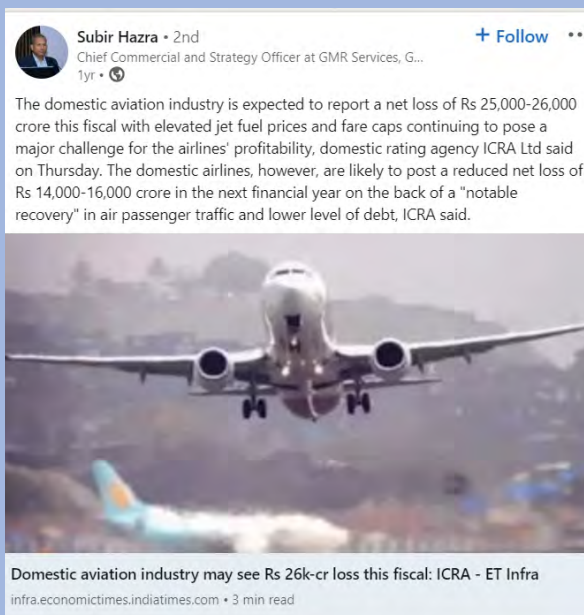 Subir Hazra • 2nd
+ Follow
Chief Commercial and Strategy Officer at GMR Services, G...
1yr •
The domestic aviation industry is expected to report a net loss of Rs 25,000-26,000
crore this fiscal with elevated jet fuel prices and fare caps continuing to pose a
major challenge for the airlines' profitability, domestic rating agency ICRA Ltd said
on Thursday. The domestic airlines, however, are likely to post a reduced net loss of
Rs 14,000-16,000 crore in the next financial year on the back of a "notable
recovery" in air passenger traffic and lower level of debt, ICRA said.
Domestic aviation industry may see Rs 26k-cr loss this fiscal: ICRA - ET Infra
infra.economictimes.indiatimes.com • 3 min read